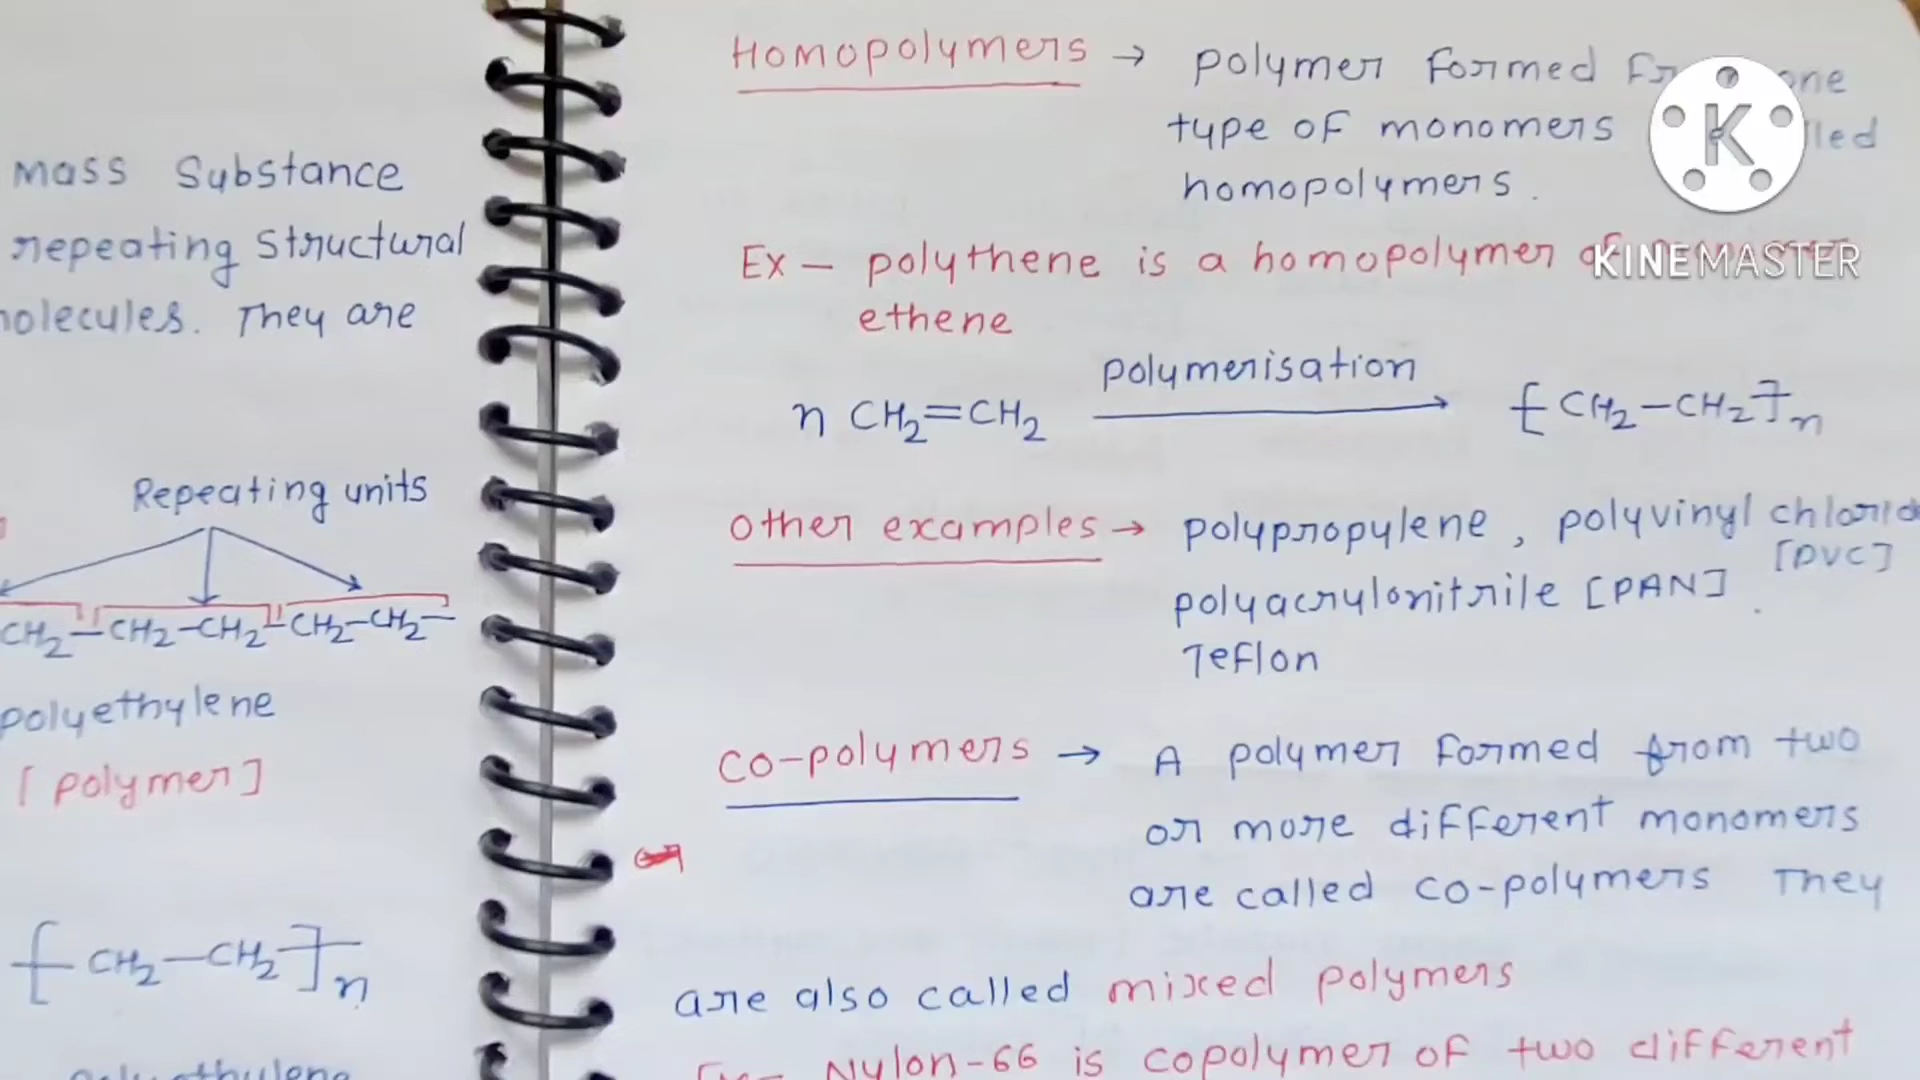 mass Substance
repeating Structural
They are
Repeating units
CH2-CH2-CH2-CH2-CH2-
polyethylene
[polymer]
[CH2-CH2]n
Homopolymers → polymer formed one
type of monomers
homopolymers.
Ex - polythene is a homopolymer of
ethene
polymerisation
n CH2=CH2 → [CH2-CH2]n
other examples → polypropylene, polyvinyl
[PVC]
polyacrylonitrile [PAN]
Teflon
co-polymers → A polymer formed from two
or more different monomers
are called co-polymers They
are also called mixed polymers
Ex- Nylon-66 is copolymer of two different
K
KINEMASTER